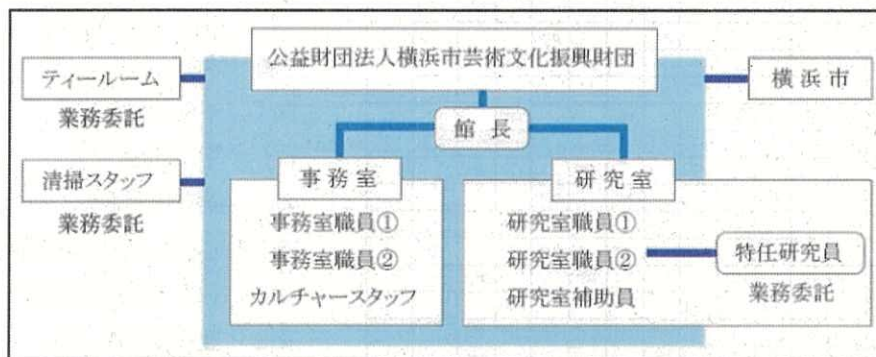 公益財団法人横浜市芸術文化振興財団
ティールーム
業務委託
横浜市
館長
清掃スタッフ
業務委託
事務室
事務室職員①
事務室職員②
カルチャースタッフ
研究室
研究室職員①
研究室職員②
研究室補助員
特任研究員
業務委託